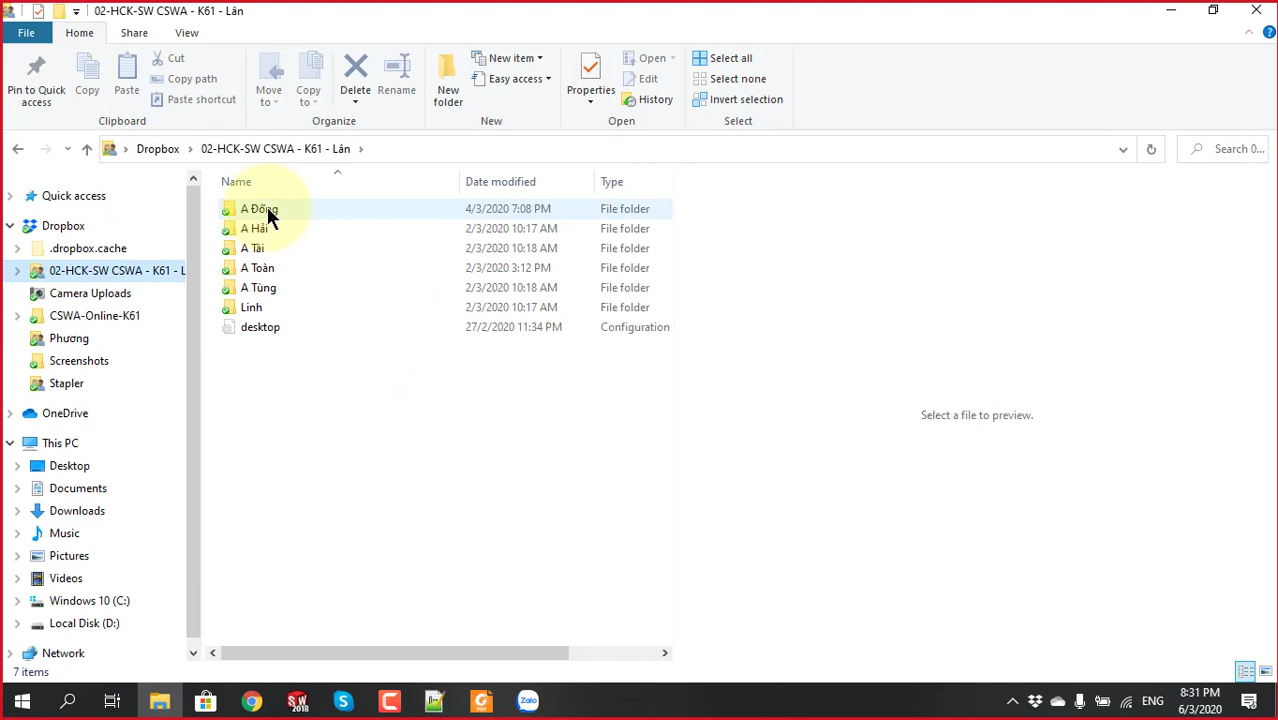 02-HCK-SW CSWA - K61 - Lân
File Home Share View
Pin to Quick access
Copy
Paste
Cut
Copy path
Paste shortcut
Clipboard
Move to
Copy to
Delete
Rename
Organize
New folder
New item
Easy access
New
Properties
Open
Edit
History
Open
Select all
Select none
Invert selection
Select
Dropbox 02-HCK-SW CSWA - K61 - Lân
Search 0...
Quick access
Dropbox
.dropbox.cache
02-HCK-SW CSWA - K61 - L
Camera Uploads
CSWA-Online-K61
Phương
Screenshots
Stapler
OneDrive
This PC
Desktop
Documents
Downloads
Music
Pictures
Videos
Windows 10 (C:)
Local Disk (D:)
Network
Name Date modified Type
A Đông 4/3/2020 7:08 PM File folder
A Hải 2/3/2020 10:17 AM File folder
A Tài 2/3/2020 10:18 AM File folder
A Toàn 2/3/2020 3:12 PM File folder
A Tùng 2/3/2020 10:18 AM File folder
Linh 2/3/2020 10:17 AM File folder
desktop 27/2/2020 11:34 PM Configuration
Select a file to preview.
7 items
SW
2018
Zalo
ENG
8:31 PM
6/3/2020